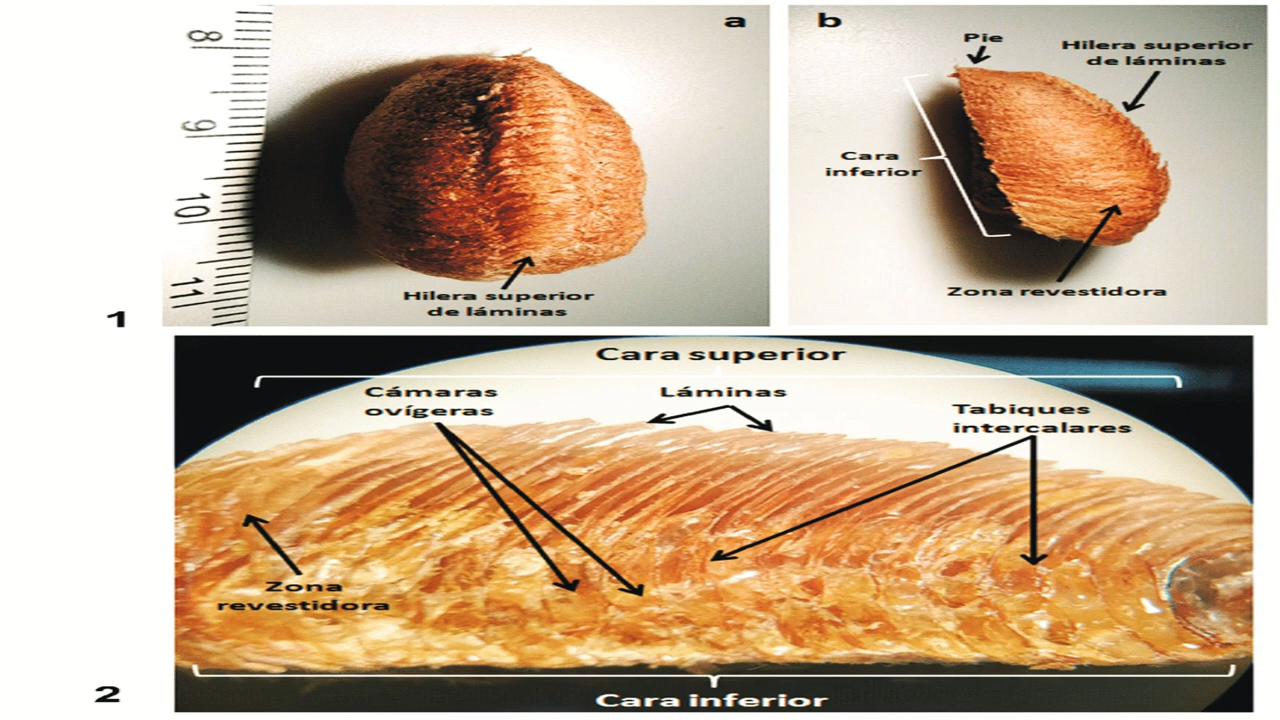 a
8
9
10
11
Hilera superior
de láminas
1
b
Pie
Hilera superior
de láminas
Cara
inferior
Zona revestidora
Cara superior
Cámaras
ovígeras
Láminas
Tabiques
intercalares
Zona
revestidora
2
Cara inferior